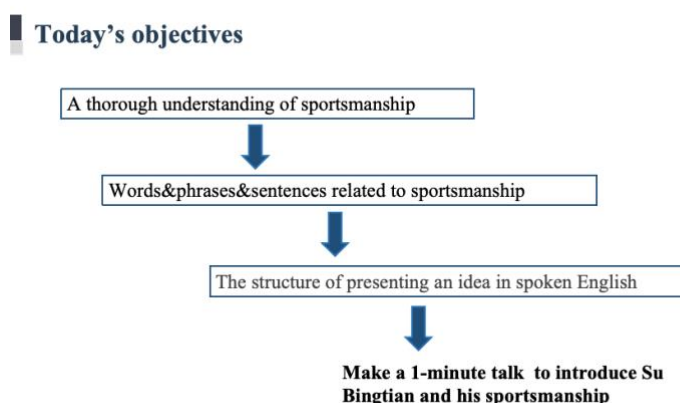 Today's objectives
A thorough understanding of sportsmanship
Words&phrases&sentences related to sportsmanship
The structure of presenting an idea in spoken English
Make a 1-minute talk to introduce Su
Bingtian and his sportsmanship